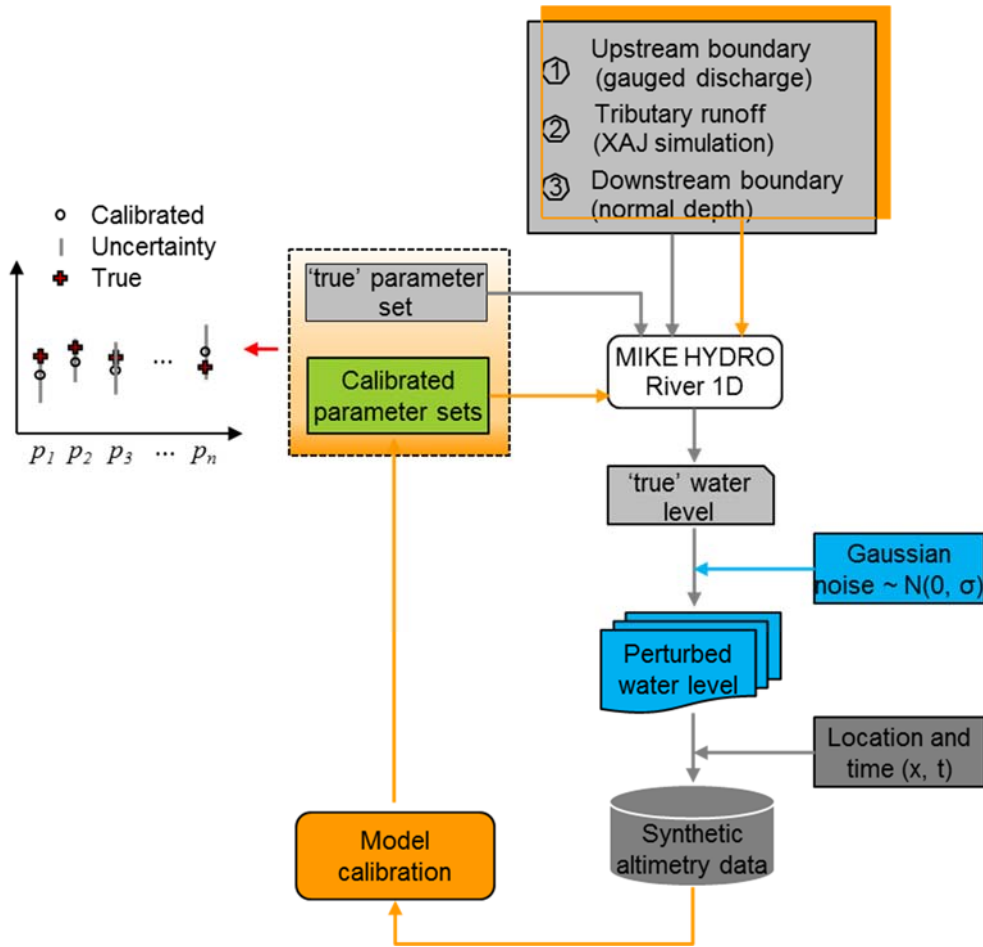 1 Upstream boundary
(gauged discharge)
2 Tributary runoff
(XAJ simulation)
3 Downstream boundary
(normal depth)
Calibrated
Uncertainty
True
'true' parameter
set
Calibrated
parameter sets
MIKE HYDRO
River 1D
... 
p1 p2 p3 ... pn
'true' water
level
Gaussian
noise ~ N(0, σ)
Perturbed
water level
Location and
time (x, t)
Synthetic
altimetry data
Model
calibration